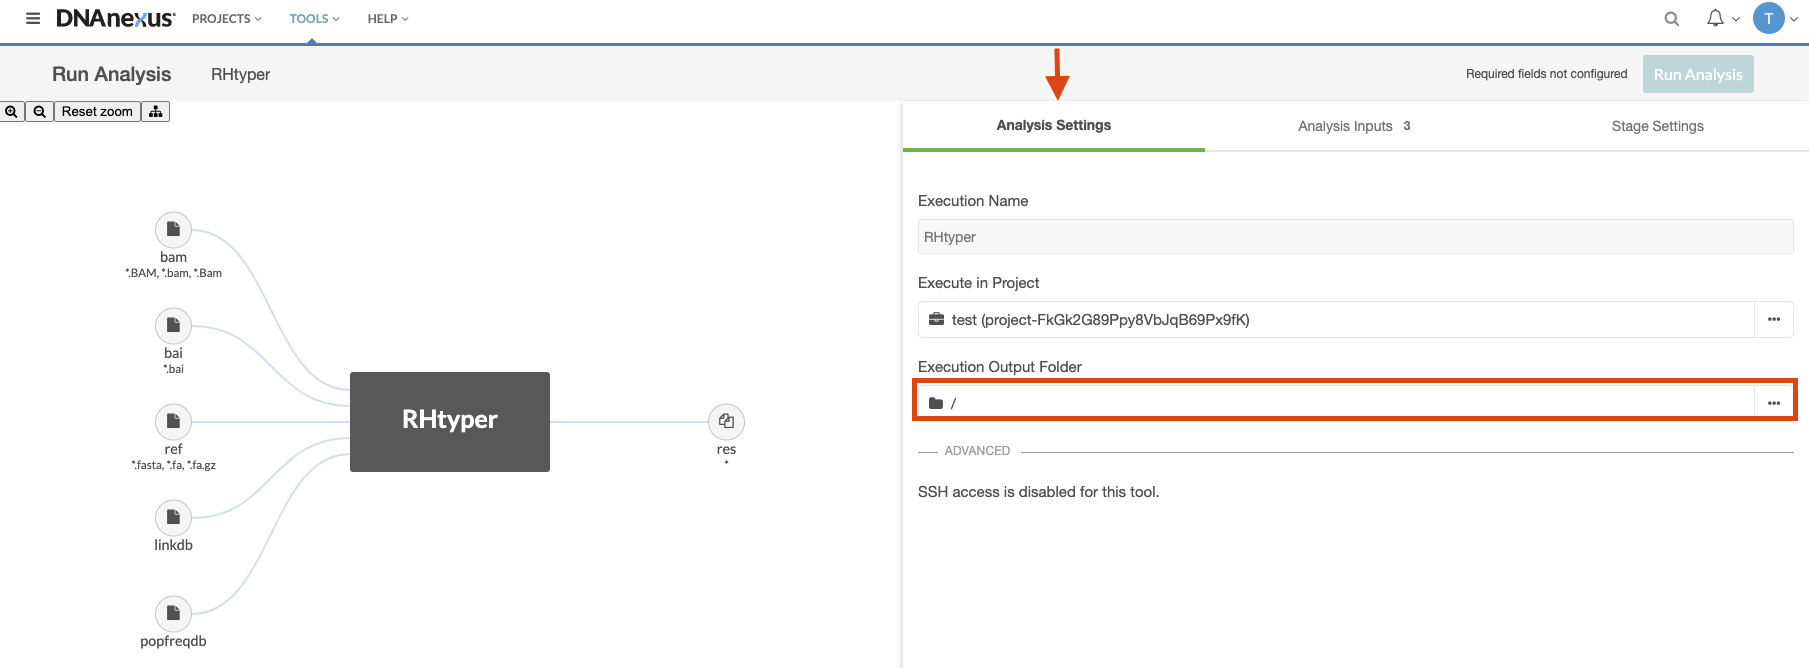 DNAnexus PROJECTS TOOLS HELP T
Run Analysis RHtyper Required fields not configured Run Analysis
Reset zoom
Analysis Settings Analysis Inputs 3 Stage Settings
Execution Name
RHtyper
Execute in Project
test (project-FkGk2G89Ppy8VbJqB69Px9fK)
Execution Output Folder
/
ADVANCED
SSH access is disabled for this tool.
bam
*.BAM, *.bam, *.Bam
bai
*.bai
ref
*.fasta, *.fa, *.fa.gz
linkdb
popfreqdb
RHtyper
res
*